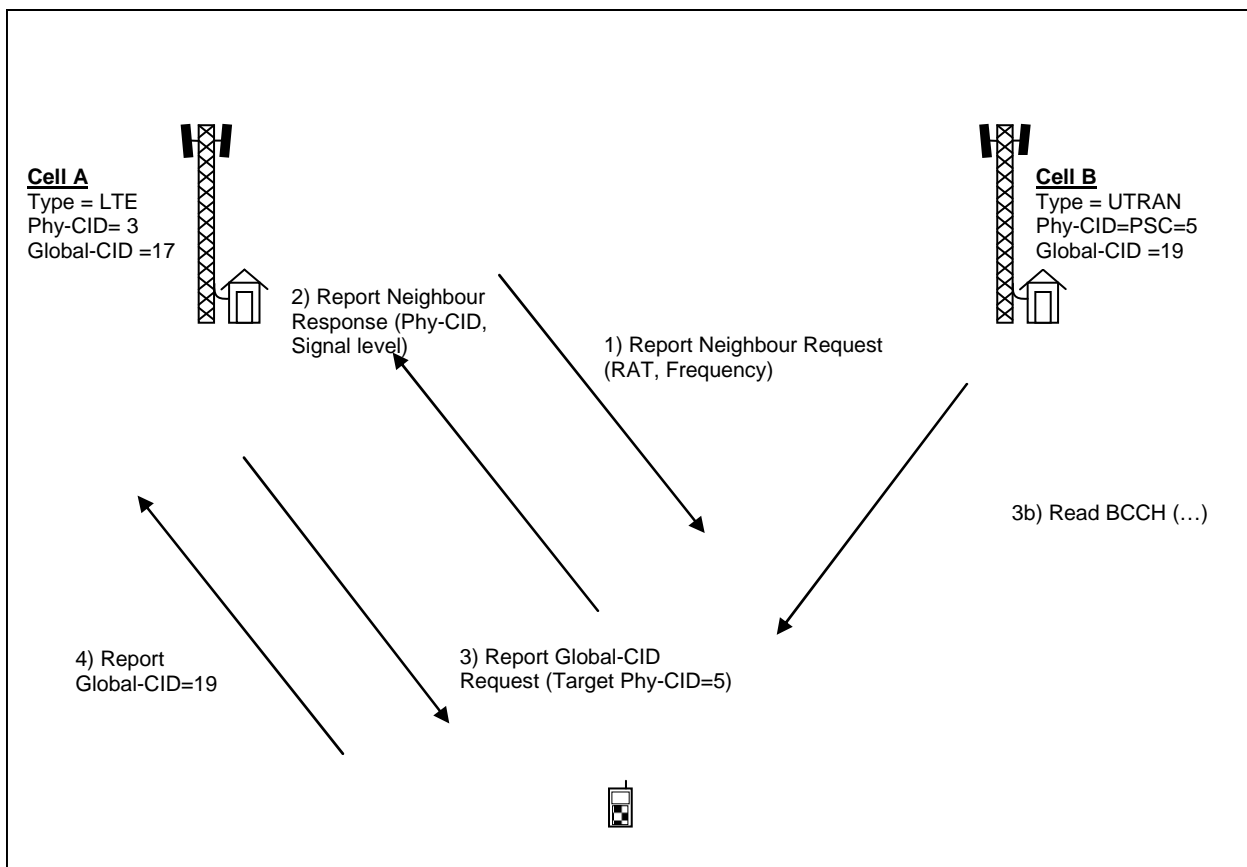 Cell A
Type = LTE
Phy-CID= 3
Global-CID =17
Cell B
Type = UTRAN
Phy-CID=PSC=5
Global-CID =19
2) Report Neighbour
Response (Phy-CID,
Signal level)
1) Report Neighbour Request
(RAT, Frequency)
3b) Read BCCH (…)
4) Report
Global-CID=19
3) Report Global-CID
Request (Target Phy-CID=5)